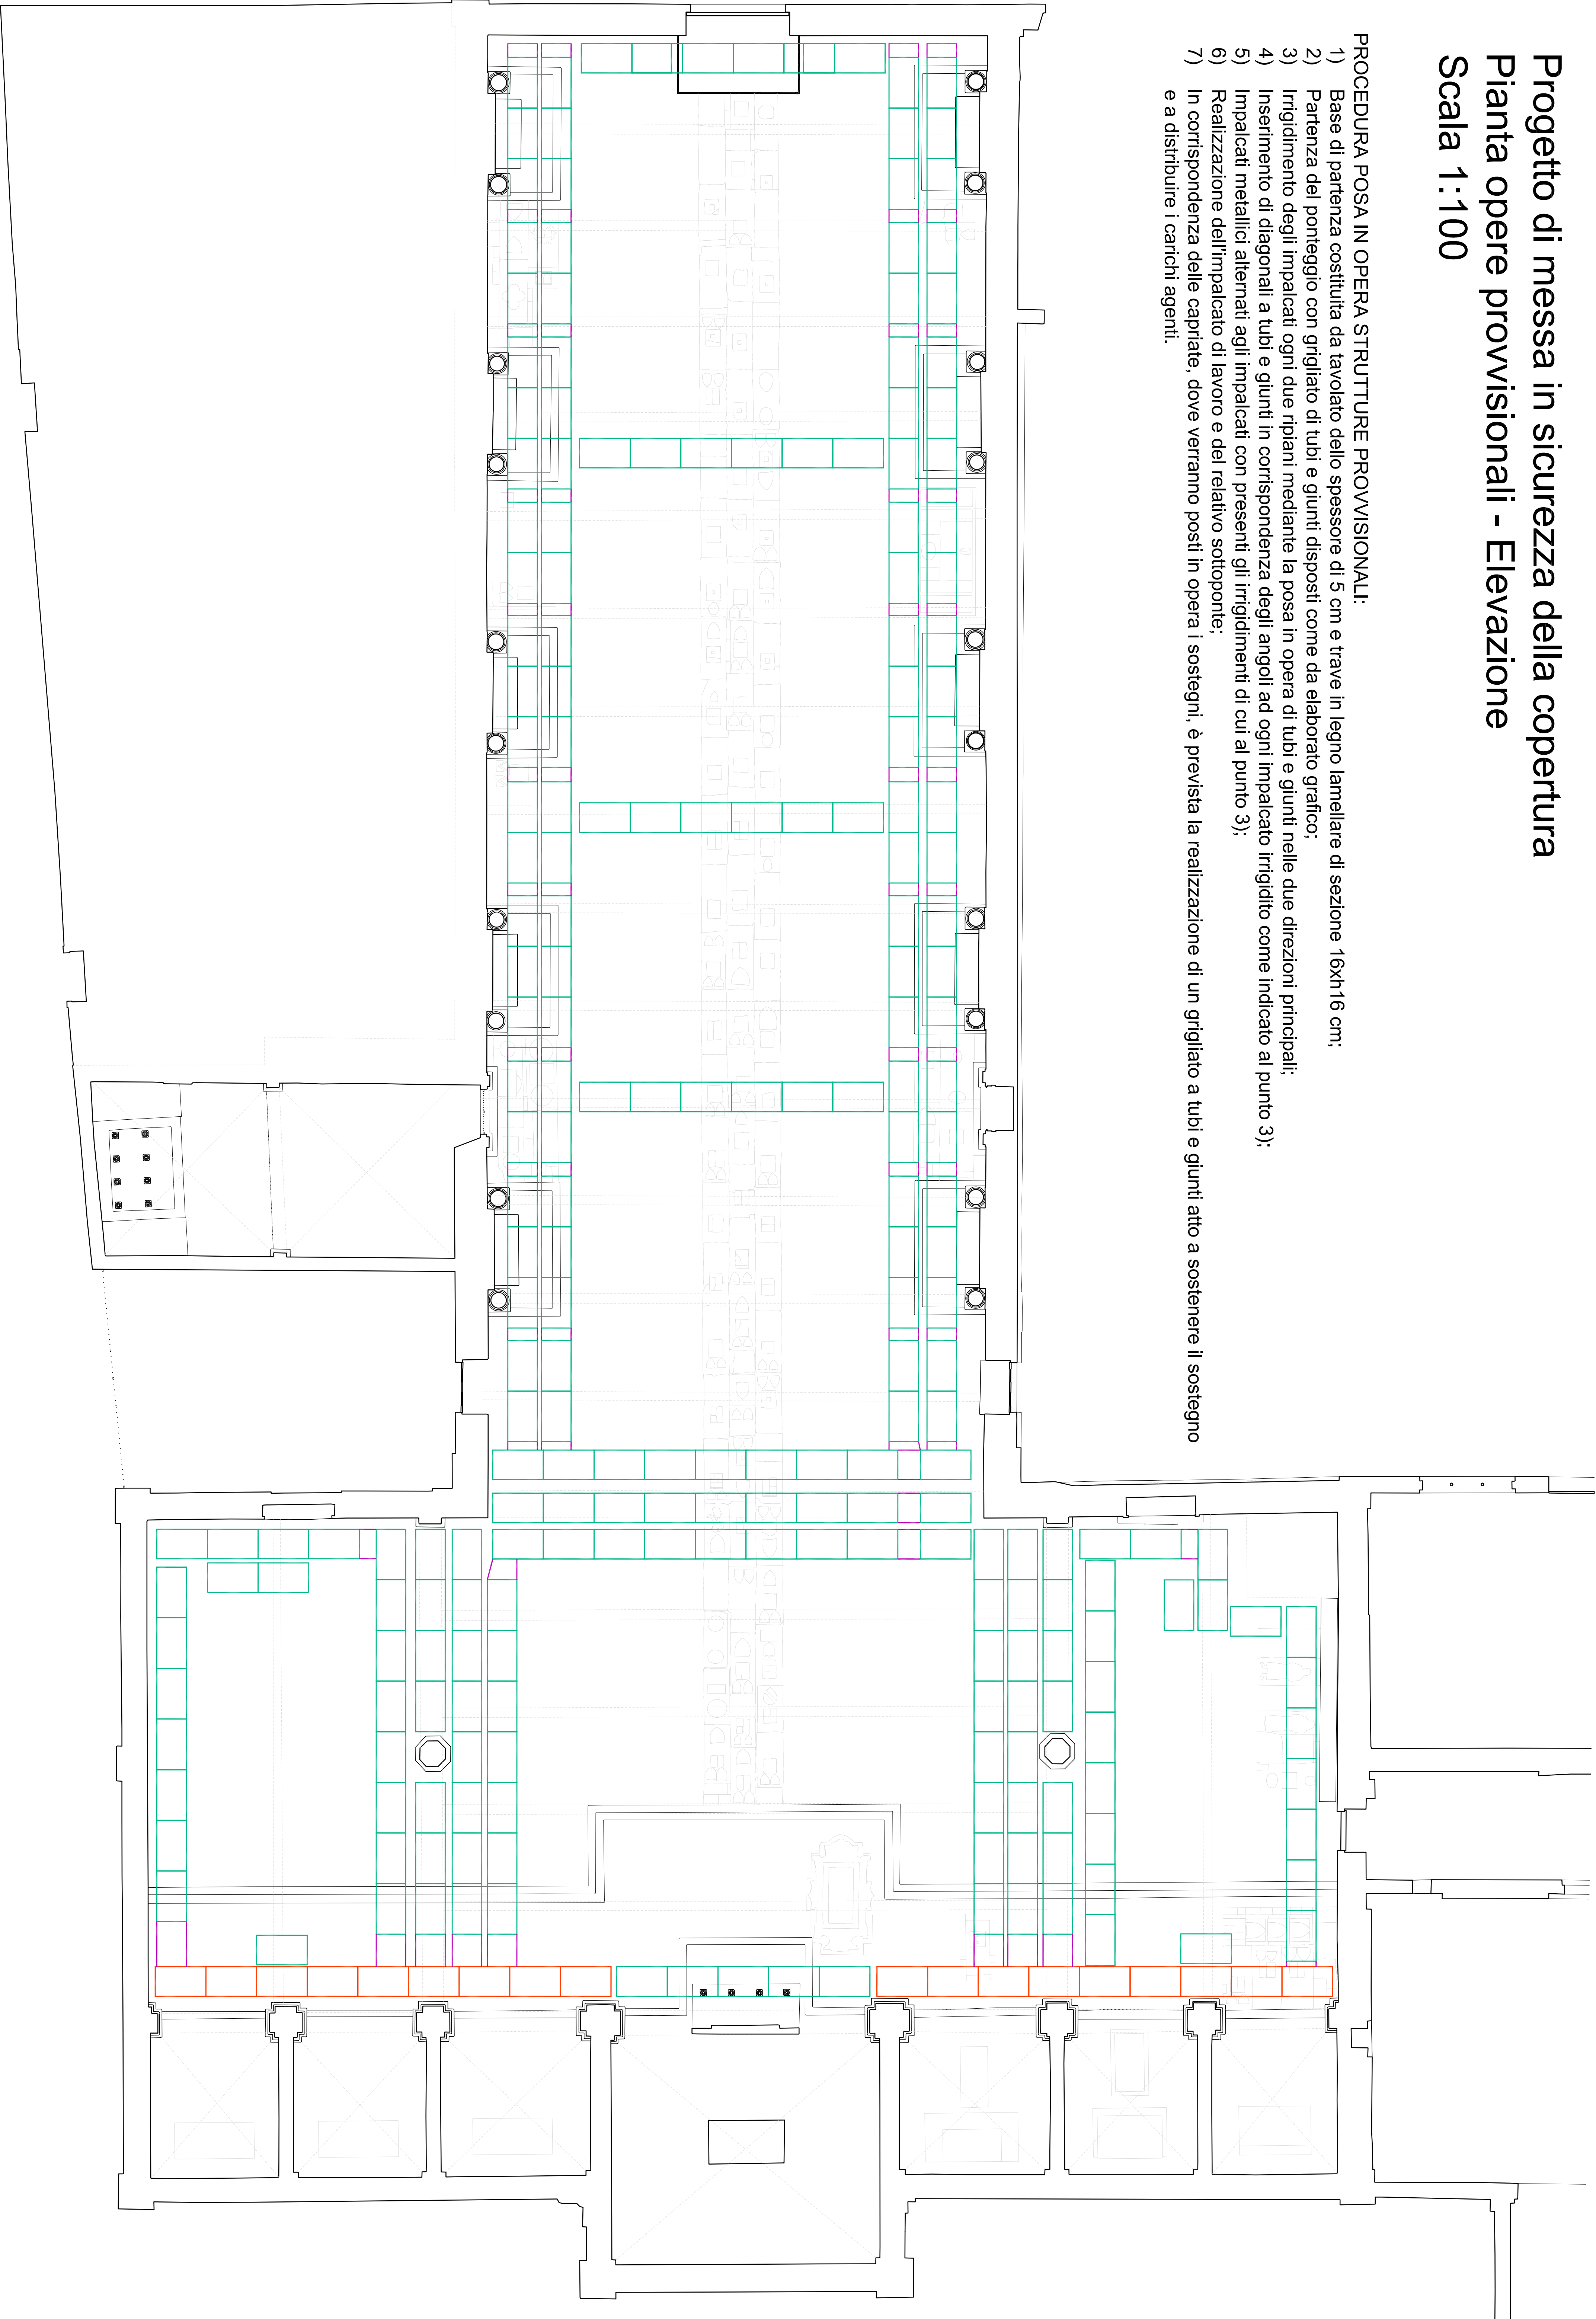 Progetto di messa in sicurezza della copertura
Pianta opere provvisionali - Elevazione
Scala 1:100
PROCEDURA POSA IN OPERA STRUTTURE PROVVISIONALI:
1) Base di partenza costituita da tavolato dello spessore di 5 cm e trave in legno lamellare di sezione 16xh16 cm;
2) Partenza del ponteggio con grigliato di tubi e giunti disposti come da elaborato grafico;
3) Irrigidimento degli impalcati ogni due ripiani mediante la posa in opera di tubi e giunti nelle due direzioni principali;
4) Inserimento di diagonali a tubi e giunti in corrispondenza degli angoli ad ogni impalcato irrigidito come indicato al punto 3);
5) Impalcati metallici alternati agli impalcati con presenti gli irrigidimenti di cui al punto 3);
6) Realizzazione dell'impalcato di lavoro e del relativo sottoponte;
7) In corrispondenza delle capriate, dove verranno posti in opera i sostegni, è prevista la realizzazione di un grigliato a tubi e giunti atto a sostenere il sostegno
e a distribuire i carichi agenti.